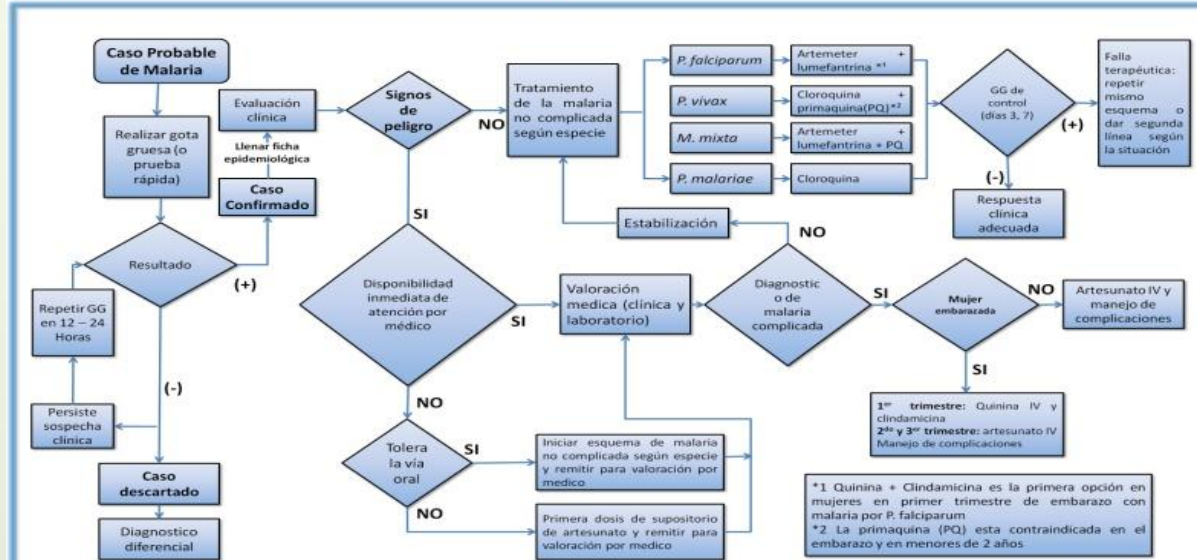 Caso Probable
de Malaria
Realizar gota
gruesa (o
prueba
rápida)
Resultado
(+)
(-)
Repetir GG
en 12 – 24
Horas
Persiste
sospecha
clínica
Caso
descartado
Diagnostico
diferencial
Caso
Confirmado
Llenar ficha
epidemiológica
Evaluación
clínica
Signos
de
peligro
NO
SI
Tratamiento
de la malaria
no complicada
según especie
P. falciparum
Artemeter +
lumefantrina *1
P. vivax
Cloroquina +
primaquina(PQ)*2
M. mixta
Artemeter +
lumefantrina + PQ
P. malariae
Cloroquina
GG de
control
(días 3, 7)
(+)
(-)
Falla
terapéutica:
repetir
mismo
esquema o
dar segunda
línea según
la situación
Respuesta
clínica
adecuada
Estabilización
NO
Disponibilidad
inmediata de
atención por
médico
SI
NO
Valoración
medica (clínica y
laboratorio)
Diagnostic
o de
malaria
complicada
SI
Mujer
embarazada
NO
SI
Artesunato IV y
manejo de
complicaciones
1er trimestre: Quinina IV y
clindamicina
2do y 3er trimestre: artesunato IV
Manejo de complicaciones
Tolera
la vía
oral
SI
NO
Iniciar esquema de malaria
no complicada según especie
y remitir para valoración por
medico
Primera dosis de supositorio
de artesunato y remitir para
valoración por medico
*1 Quinina + Clindamicina es la primera opción en
mujeres en primer trimestre de embarazo con
malaria por P. falciparum
*2 La primaquina (PQ) esta contraindicada en el
embarazo y en menores de 2 años